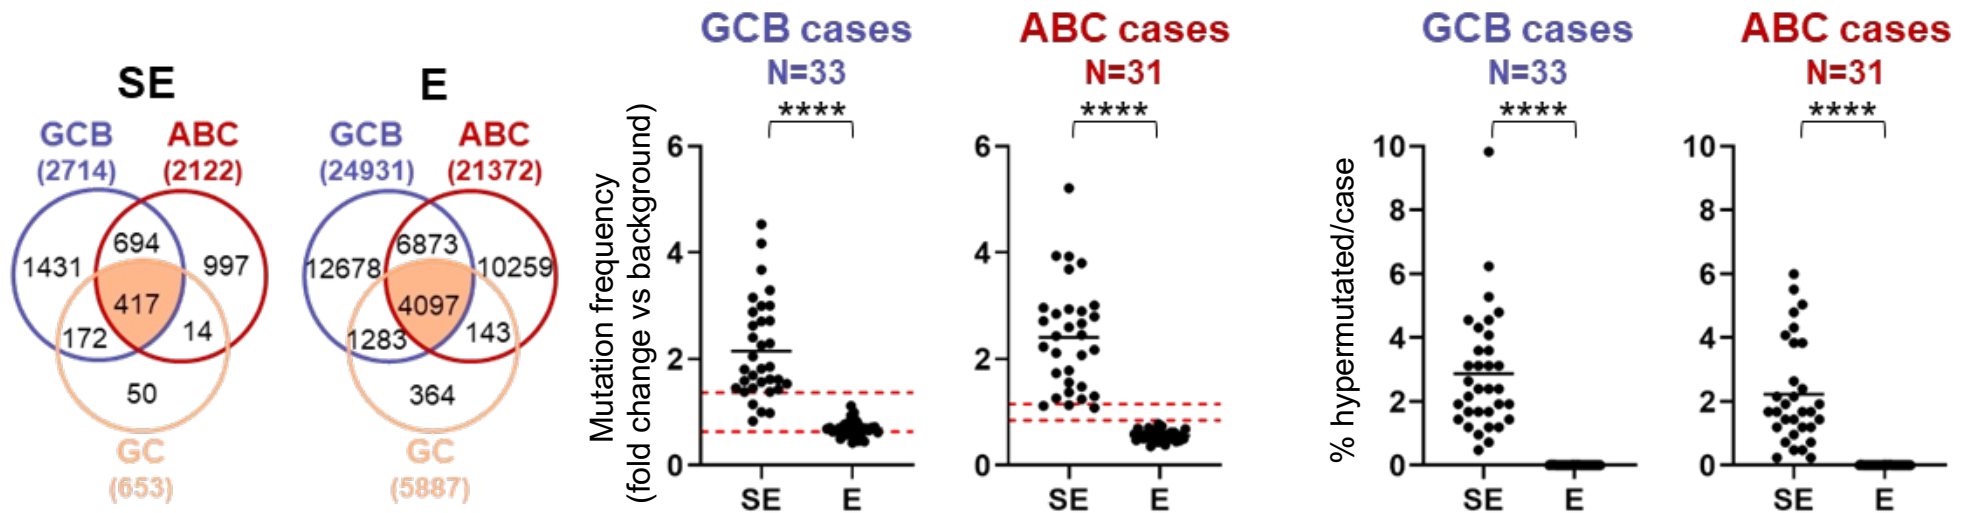 SE
GCB
ABC
(2714)
(2122)
694
1431
997
417
172
14
50
GC
(653)
E
GCB
ABC
(24931)
(21372)
6873
12678
10259
4097
1283
143
364
GC
(5887)
Mutation frequency
(fold change vs background)
GCB cases
N=33
****
6
4
2
0
SE
E
ABC cases
N=31
****
6
4
2
0
SE
E
% hypermutated/case
GCB cases
N=33
****
10
8
6
4
2
0
SE
E
ABC cases
N=31
****
10
8
6
4
2
0
SE
E